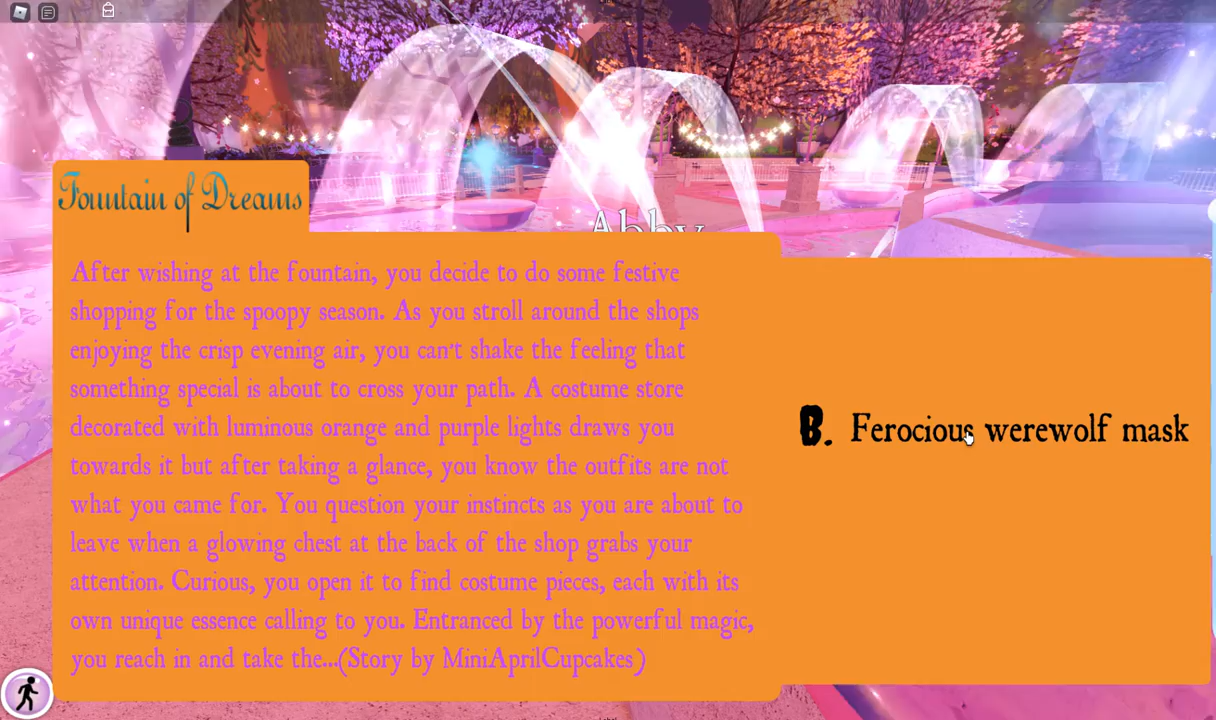 Abby
Fountain of Dreams
After wishing at the fountain, you decide to do some festive
shopping for the spoopy season. As you stroll around the shops
enjoying the crisp evening air, you can't shake the feeling that
something special is about to cross your path. A costume store
decorated with luminous orange and purple lights draws you
towards it but after taking a glance, you know the outfits are not
what you came for. You question your instincts as you are about to
leave when a glowing chest at the back of the shop grabs your
attention. Curious, you open it to find costume pieces, each with its
own unique essence calling to you. Entranced by the powerful magic,
you reach in and take the...(Story by MiniAprilCupcakes)
B. Ferocious werewolf mask